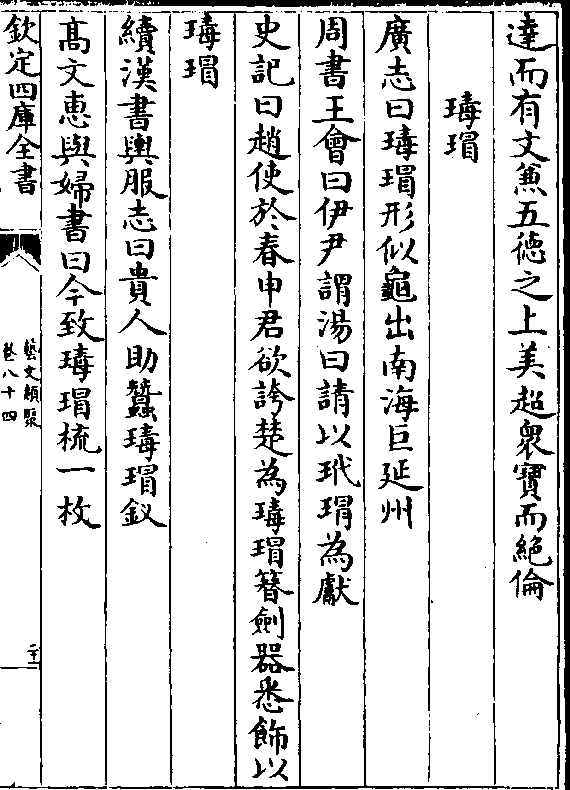 達而有文兼五德之上美超衆寶而絶倫
瑇瑁
廣志曰瑇瑁形似龜出南海巨延州
周書王會曰伊尹謂湯曰請以玳瑁為獻
史記曰趙使於春申君欲誇楚為瑇瑁簪劍器悉飾以
瑇瑁
續漢書輿服志曰貴人助蠶瑇瑁釵
髙文惠與婦書曰今致瑇瑁梳一枚
欽定四庫全書
藝文類聚
卷八十四
二十二